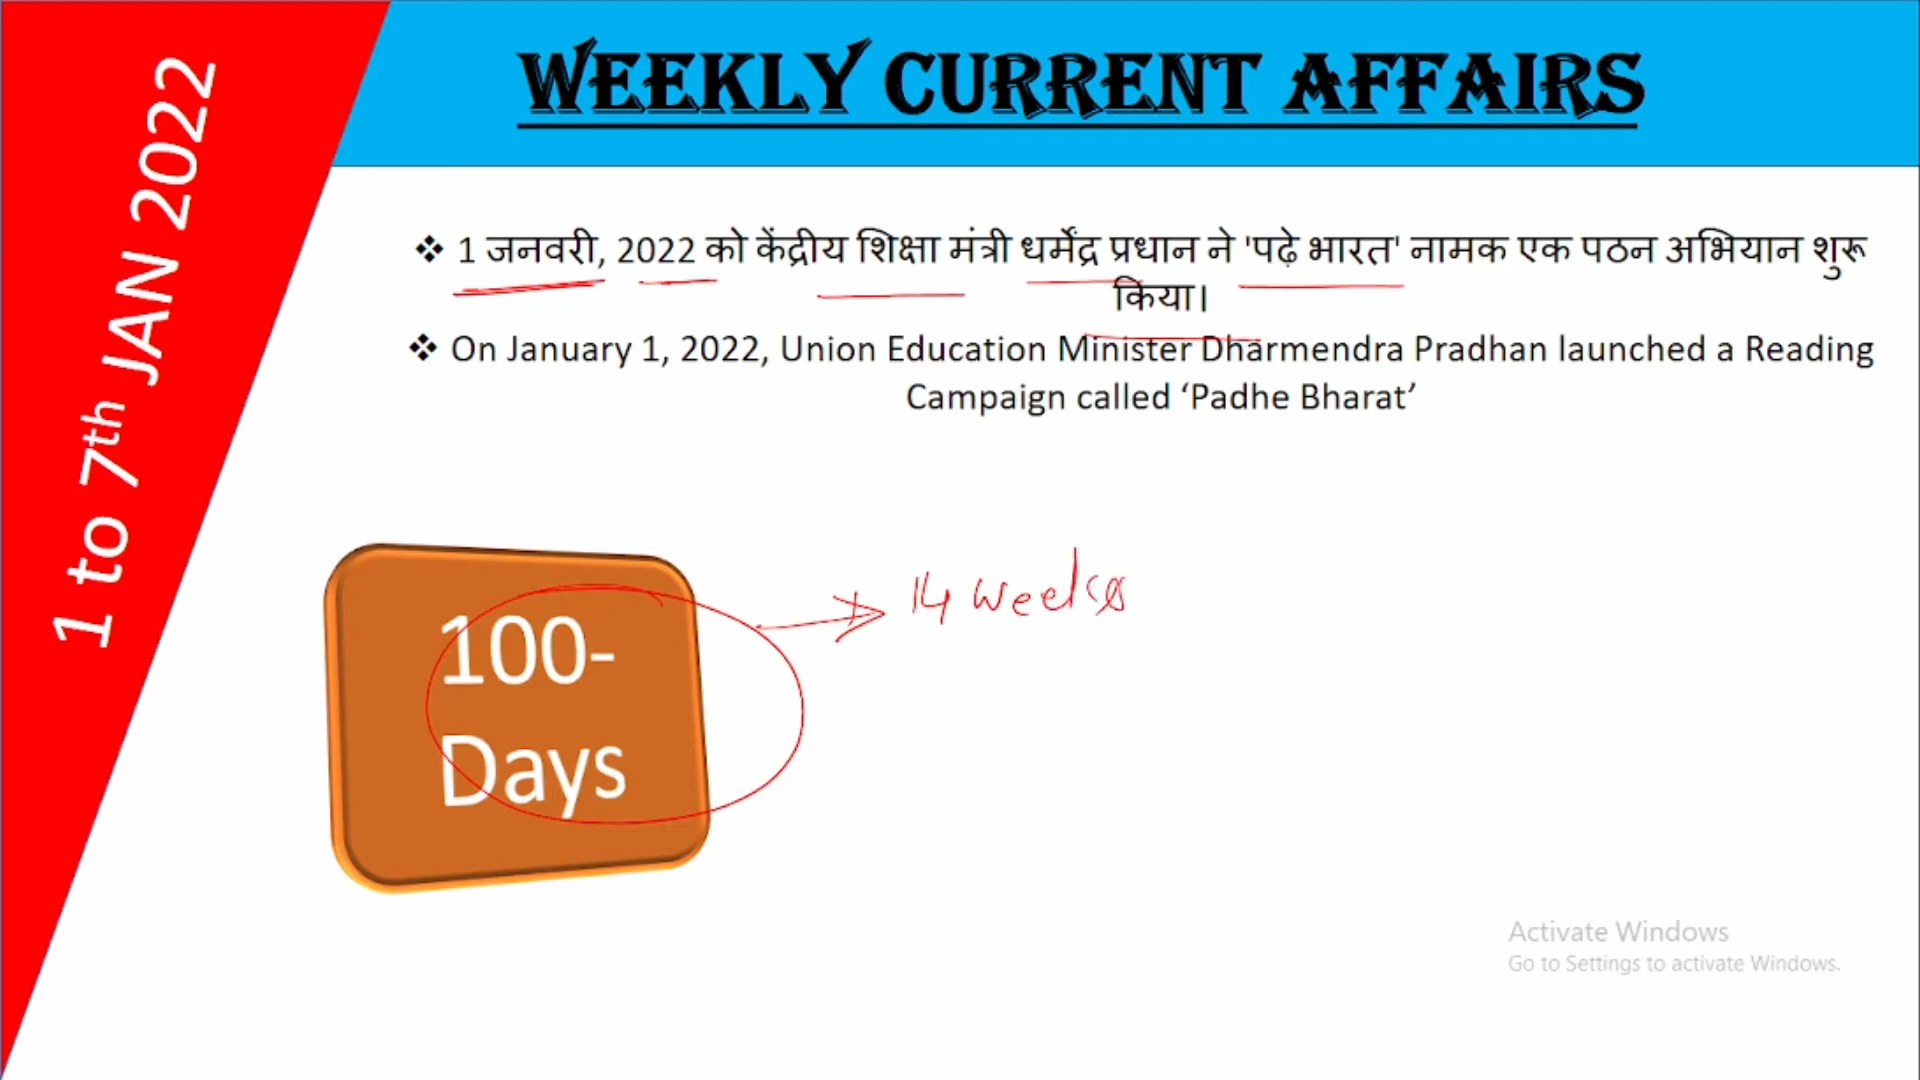 WEEKLY CURRENT AFFAIRS
1 to 7th JAN 2022
❖ 1 जनवरी, 2022 को केंद्रीय शिक्षा मंत्री धर्मेंद्र प्रधान ने 'पढ़े भारत' नामक एक पठन अभियान शुरू
किया।
❖ On January 1, 2022, Union Education Minister Dharmendra Pradhan launched a Reading
Campaign called ‘Padhe Bharat’
100-
Days
14 weeks
Activate Windows
Go to Settings to activate Windows.